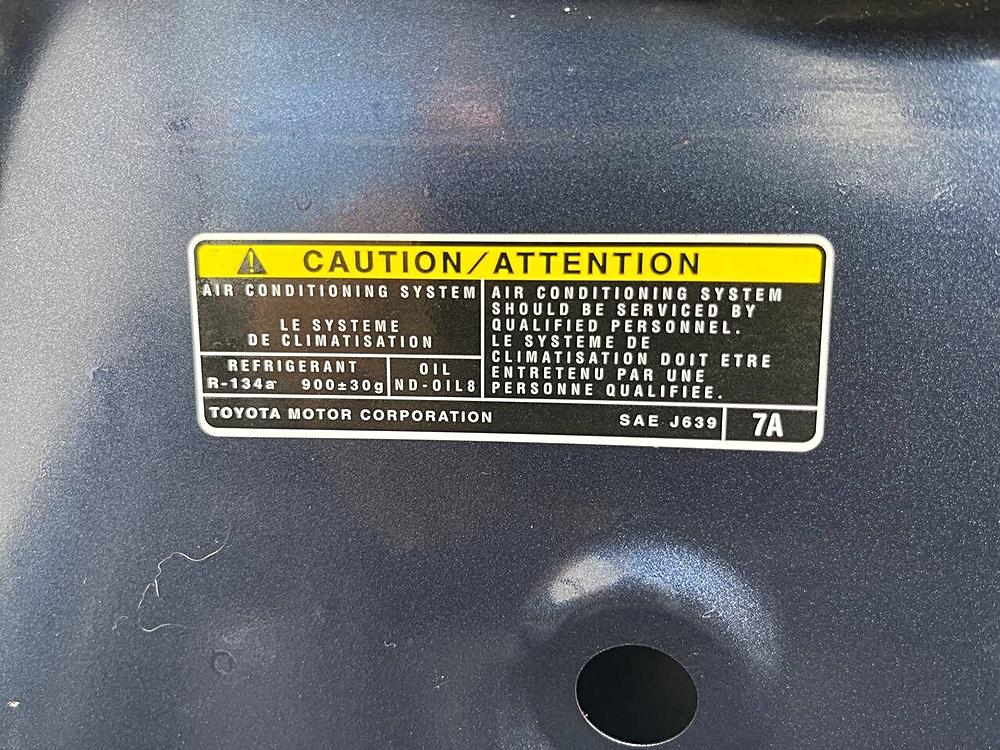 CAUTION/ATTENTION
AIR CONDITIONING SYSTEM
LE SYSTEME
DE CLIMATISATION
REFRIGERANT
R-134a 900±30g
OIL
ND-OIL8
AIR CONDITIONING SYSTEM
SHOULD BE SERVICED BY
QUALIFIED PERSONNEL.
LE SYSTEME DE
CLIMATISATION DOIT ETRE
ENTRETENU PAR UNE
PERSONNE QUALIFIEE.
TOYOTA MOTOR CORPORATION
SAE J639
7A